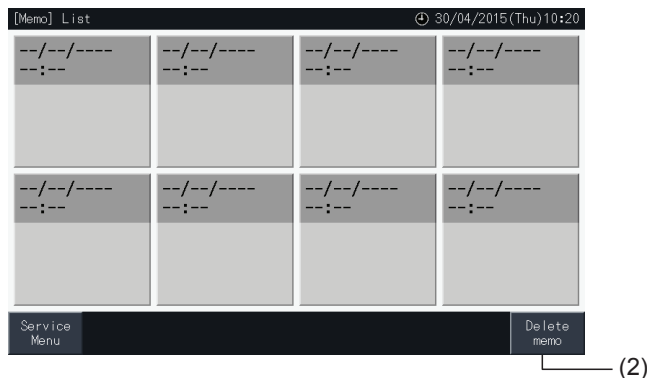 [Memo] List 30/04/2015(Thu)10:20
--/--/---- --/--/---- --/--/---- --/--/----
--:-- --:-- --:-- --:--
--/--/---- --/--/---- --/--/---- --/--/----
--:-- --:-- --:-- --:--
Service Delete
Menu memo
(2)